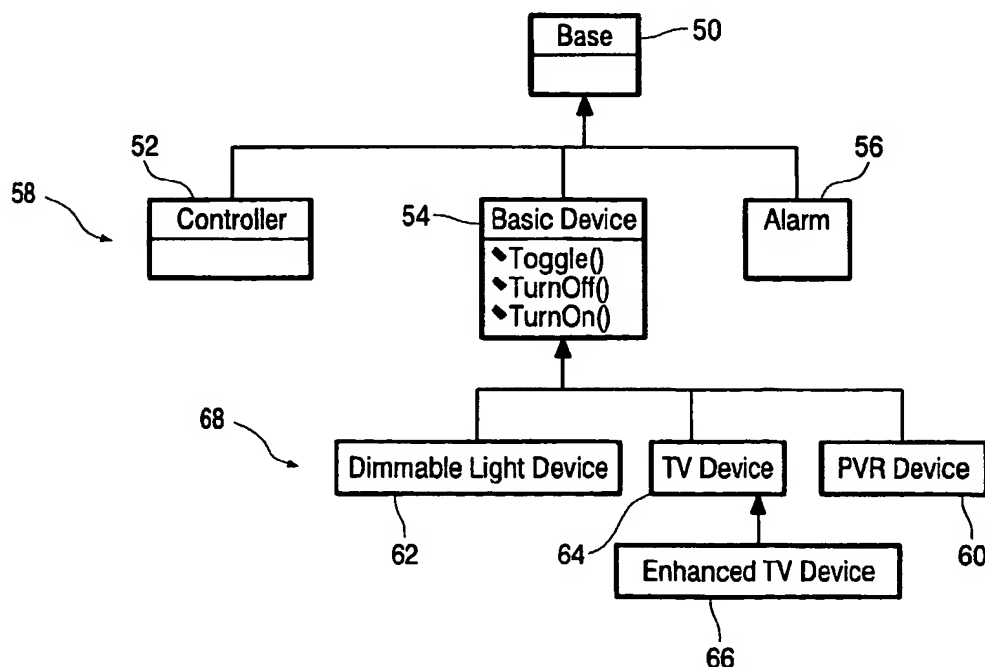 Base
50
52
56
58
Controller
54
Basic Device
Alarm
Toggle()
TurnOff()
TurnOn()
68
Dimmable Light Device
TV Device
PVR Device
62
64
60
Enhanced TV Device
66